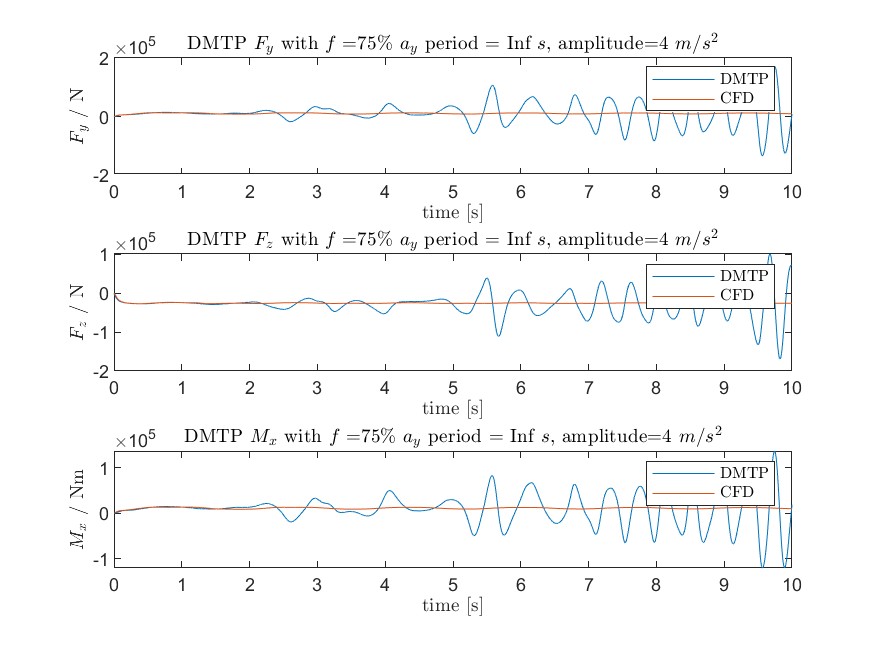 DMTP F_y with f =75% a_y period = Inf s, amplitude=4 m/s^2
×10^5
2
0
-2
F_y / N
DMTP
CFD
0 1 2 3 4 5 6 7 8 9 10
time [s]
DMTP F_z with f =75% a_y period = Inf s, amplitude=4 m/s^2
×10^5
1
0
-1
-2
F_z / N
DMTP
CFD
0 1 2 3 4 5 6 7 8 9 10
time [s]
DMTP M_x with f =75% a_y period = Inf s, amplitude=4 m/s^2
×10^5
1
0
-1
M_x / Nm
DMTP
CFD
0 1 2 3 4 5 6 7 8 9 10
time [s]